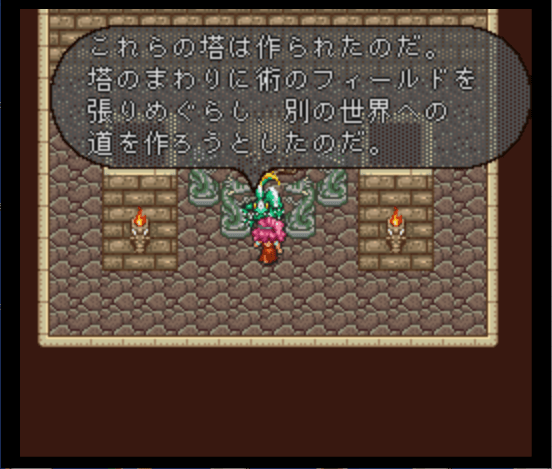 これらの塔は作られたのだ。
塔のまわりに術のフィールドを
張りめぐらし、別の世界への
道を作ろうとしたのだ。